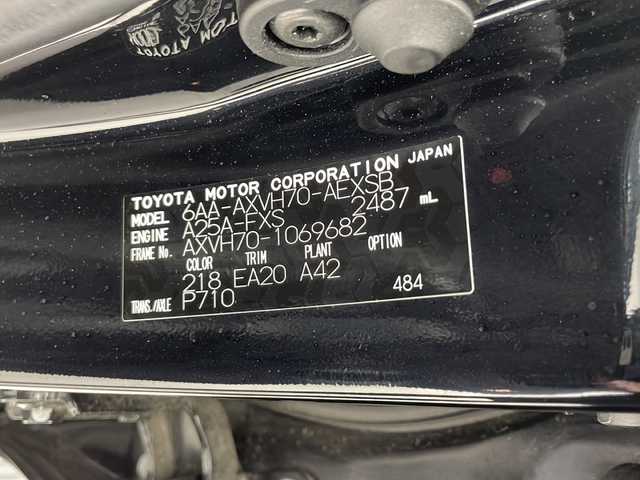 TOYOTA MOTOR CORPORATION JAPAN
MODEL 6AA-AXVH70-AEXSB
ENGINE A25A-FXS 2487 mL
FRAME No. AXVH70-1069682
COLOR TRIM PLANT OPTION
218 EA20 A42
TRANS./AXLE P710 484